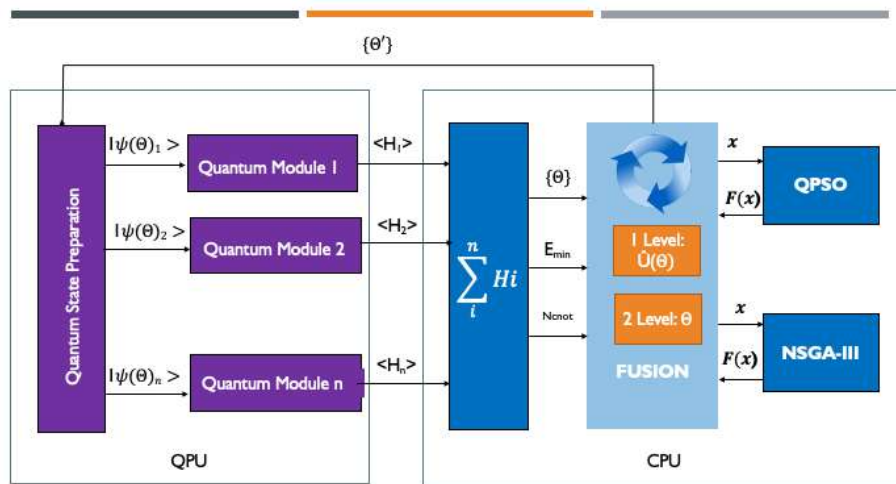 {Θ′}
Quantum State Preparation
|ψ(Θ)₁ >
Quantum Module 1
<H₁>
|ψ(Θ)₂ >
Quantum Module 2
<H₂>
|ψ(Θ)ₙ >
Quantum Module n
<Hₙ>
QPU
n
∑ Hi
i
{Θ}
Eₘᵢₙ
Ncnot
1 Level:
Û(Θ)
2 Level: Θ
FUSION
x
QPSO
F(x)
x
NSGA-III
F(x)
CPU